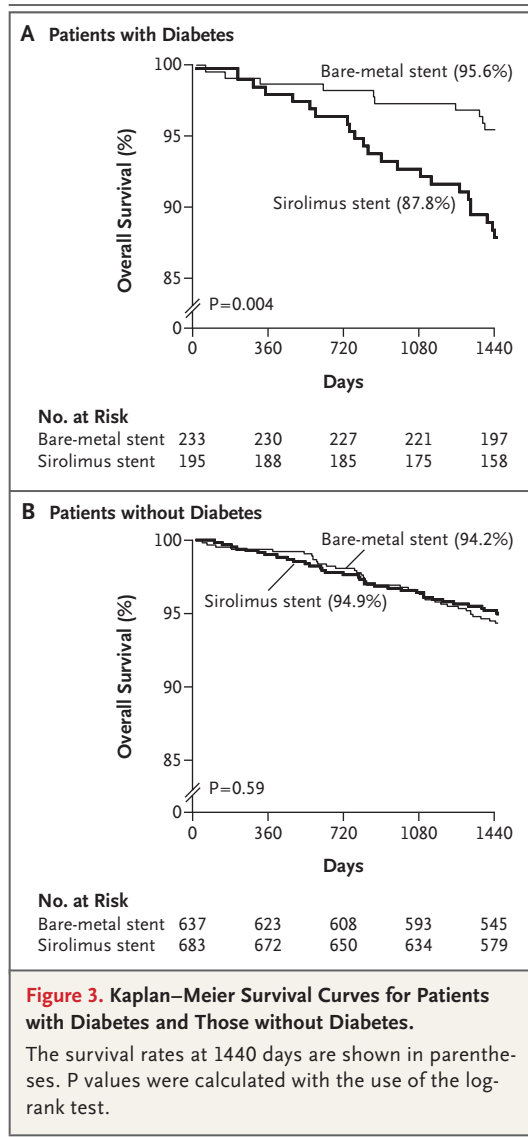 A Patients with Diabetes
100
95
90
85
0
Overall Survival (%)
Bare-metal stent (95.6%)
Sirolimus stent (87.8%)
P=0.004
0 360 720 1080 1440
Days
No. at Risk
Bare-metal stent 233 230 227 221 197
Sirolimus stent 195 188 185 175 158
B Patients without Diabetes
100
95
90
85
0
Overall Survival (%)
Bare-metal stent (94.2%)
Sirolimus stent (94.9%)
P=0.59
0 360 720 1080 1440
Days
No. at Risk
Bare-metal stent 637 623 608 593 545
Sirolimus stent 683 672 650 634 579
Figure 3. Kaplan–Meier Survival Curves for Patients
with Diabetes and Those without Diabetes.
The survival rates at 1440 days are shown in parenthe-
ses. P values were calculated with the use of the log-
rank test.